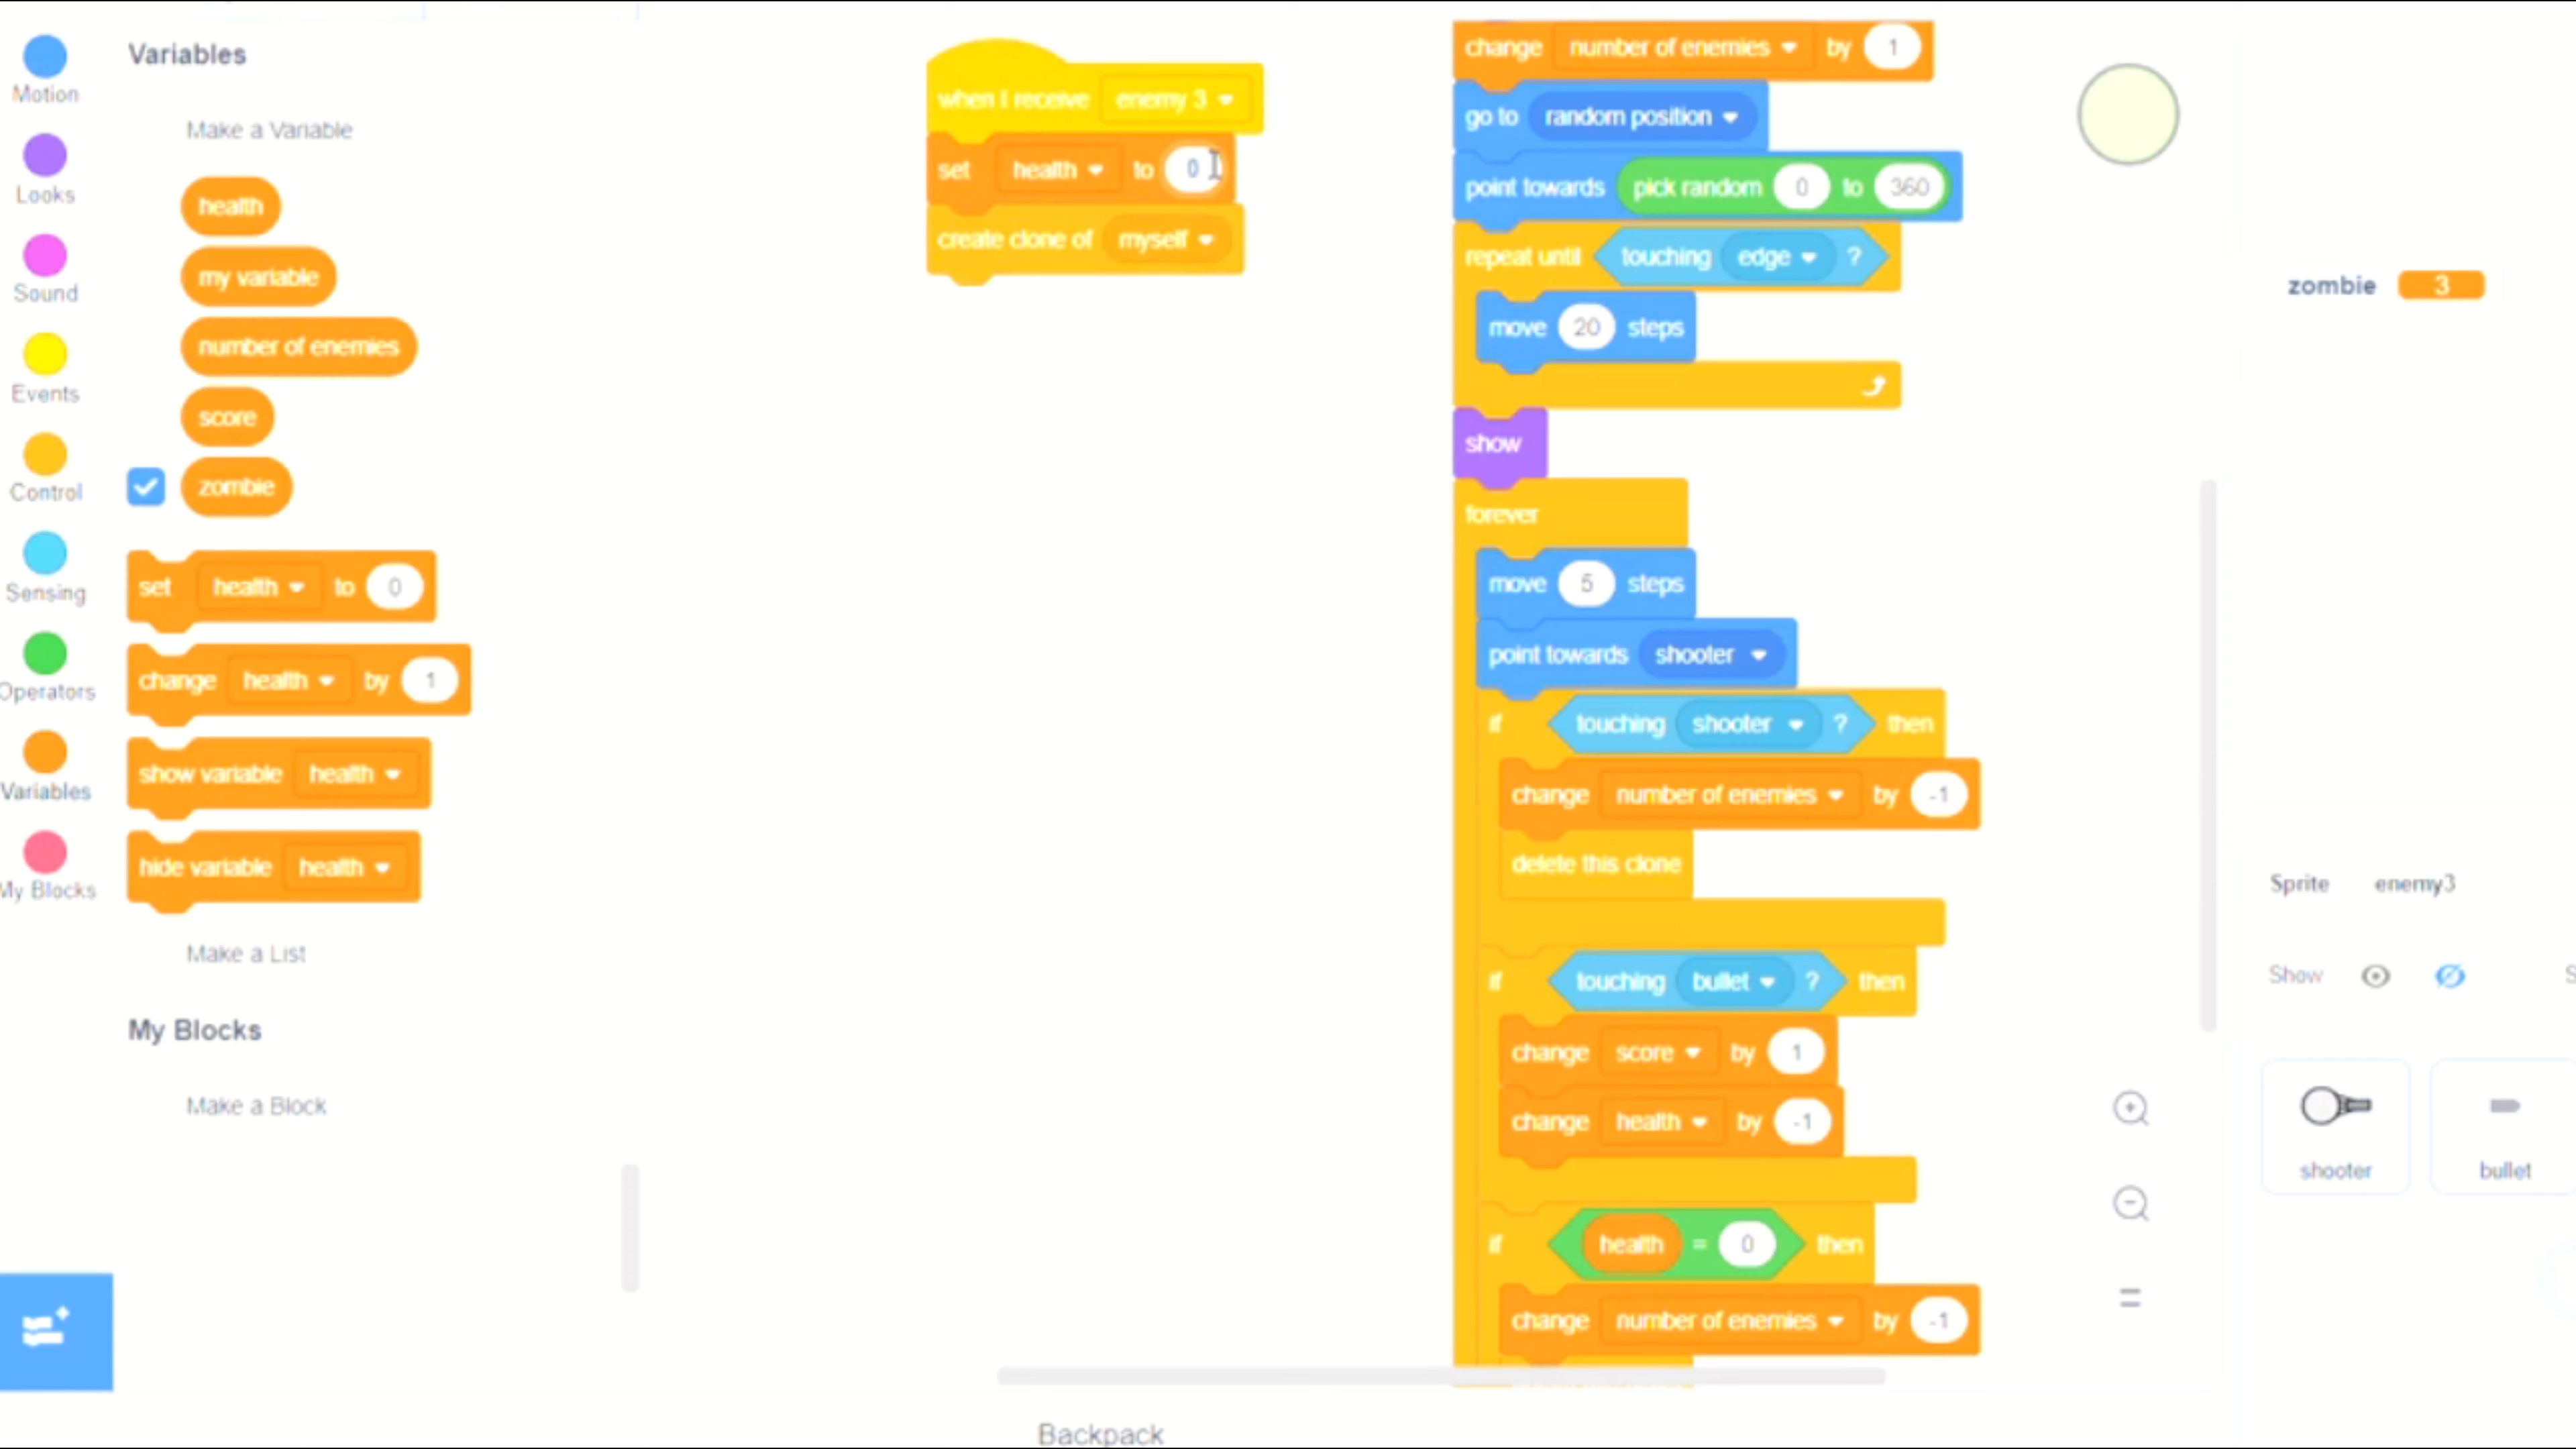 Motion
Looks
Sound
Events
Control
Sensing
Operators
Variables
My Blocks
Variables
Make a Variable
health
my variable
number of enemies
score
zombie
set health to 0
change health by 1
show variable health
hide variable health
Make a List
My Blocks
Make a Block
when I receive enemy 3
set health to 0
create clone of myself
change number of enemies by 1
go to random position
point towards pick random 0 to 360
repeat until touching edge ?
move 20 steps
show
forever
move 5 steps
point towards shooter
if touching shooter ? then
change number of enemies by -1
delete this clone
if touching bullet ? then
change score by 1
change health by -1
if health = 0 then
change number of enemies by -1
Backpack
zombie 3
Sprite enemy3
Show S
shooter
bullet